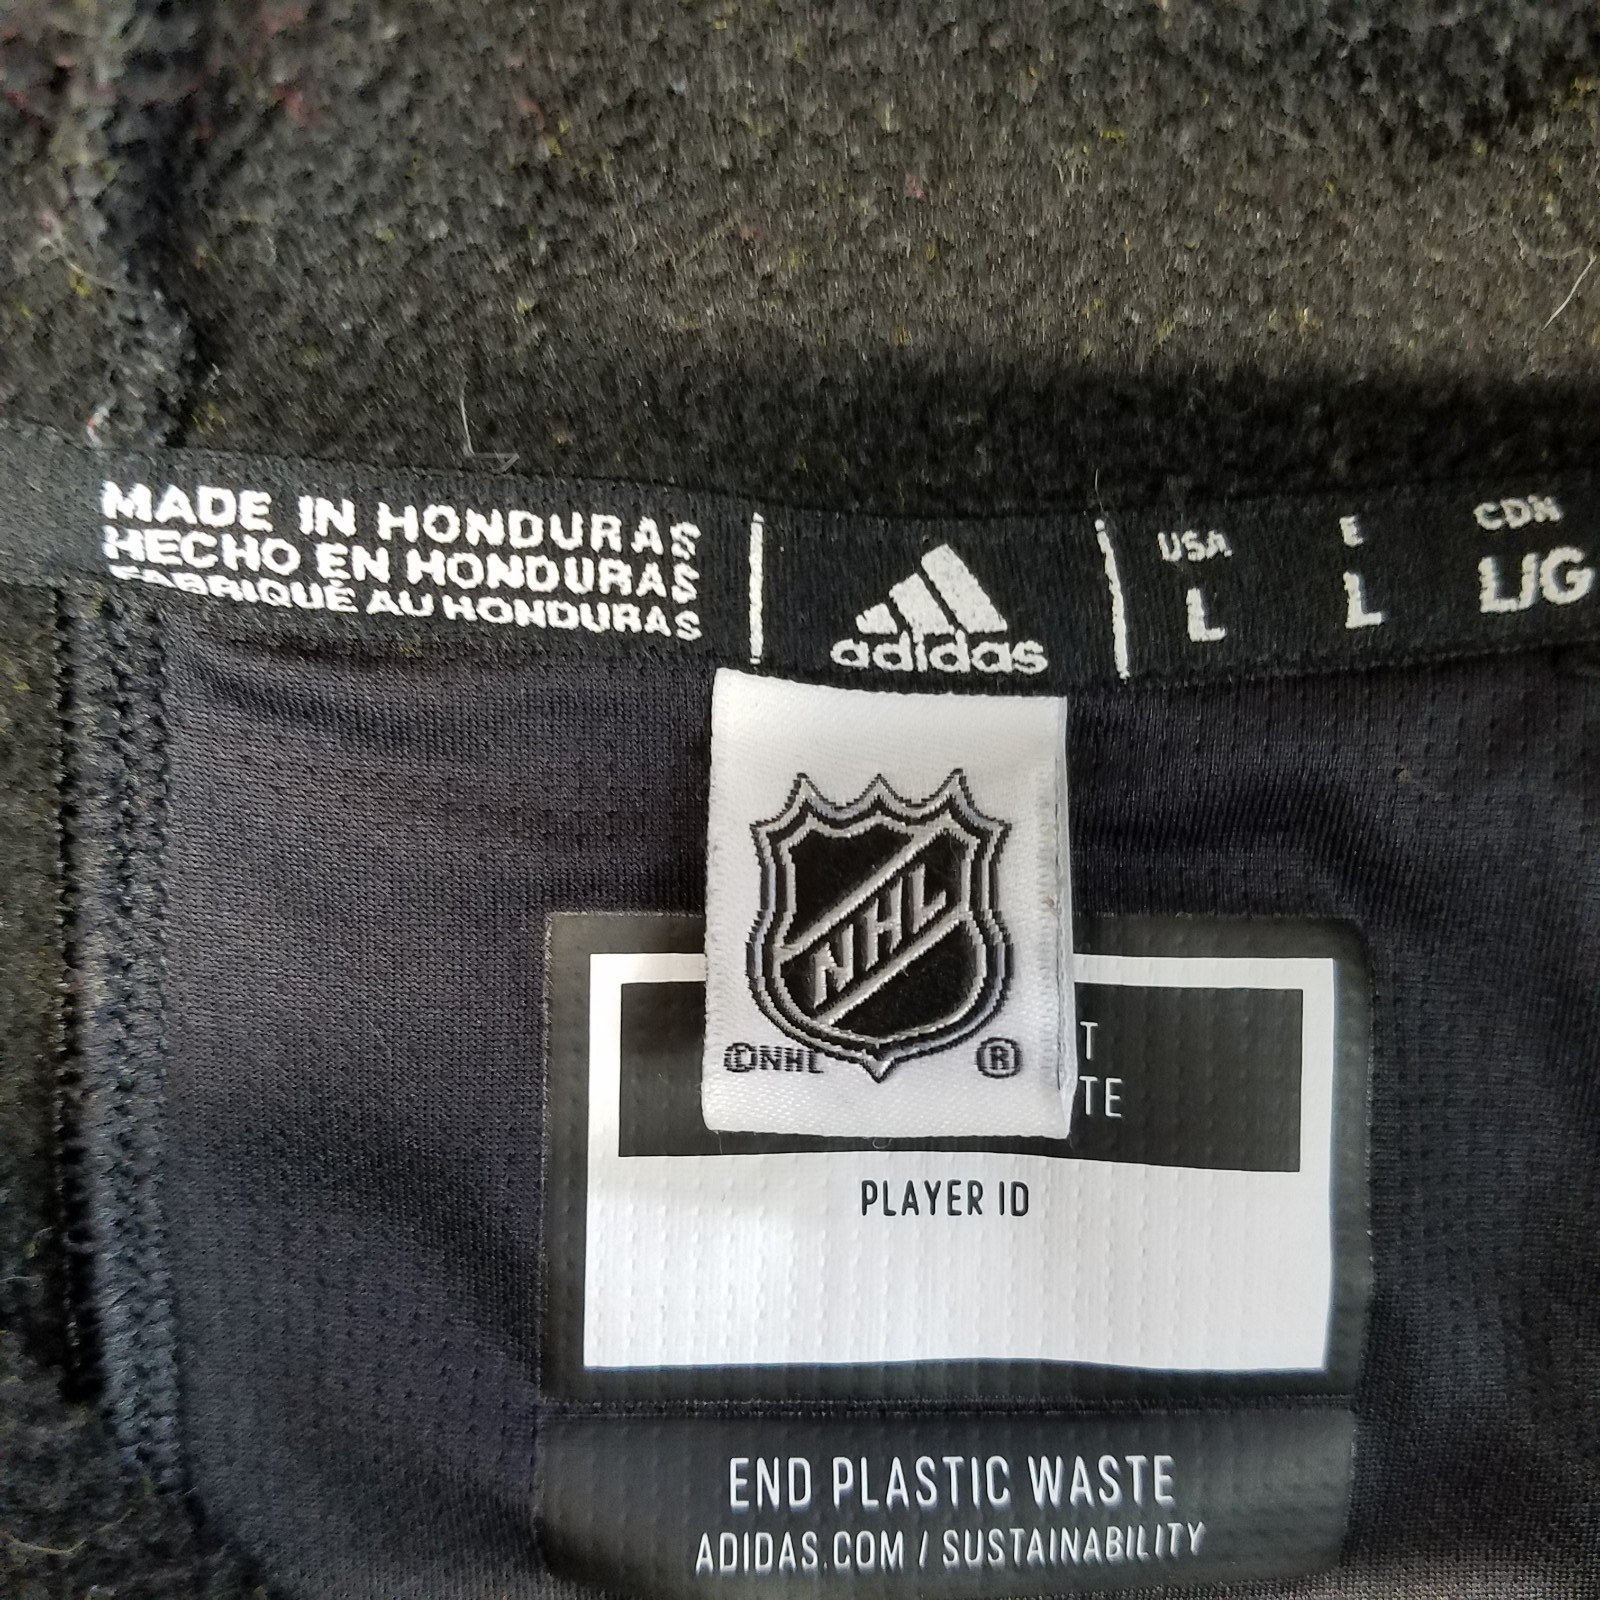 MADE IN HONDURAS
HECHO EN HONDURAS
FABRIQUÉ AU HONDURAS
adidas
USA E CDN
L L L/G
NHL
©NHL ®
T
TE
PLAYER ID
END PLASTIC WASTE
ADIDAS.COM / SUSTAINABILITY